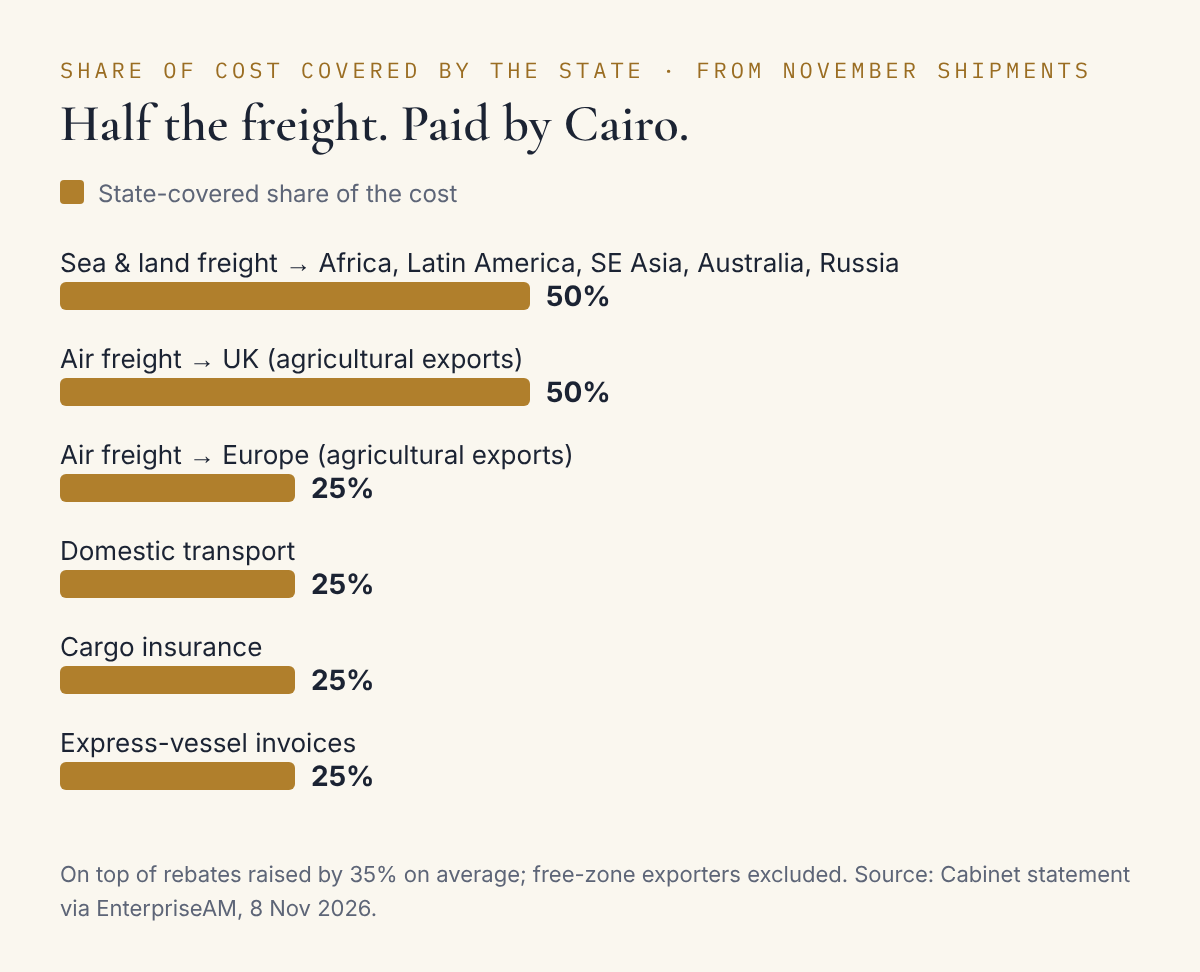 SHARE OF COST COVERED BY THE STATE · FROM NOVEMBER SHIPMENTS
Half the freight. Paid by Cairo.
State-covered share of the cost
Sea & land freight → Africa, Latin America, SE Asia, Australia, Russia
50%
Air freight → UK (agricultural exports)
50%
Air freight → Europe (agricultural exports)
25%
Domestic transport
25%
Cargo insurance
25%
Express-vessel invoices
25%
On top of rebates raised by 35% on average; free-zone exporters excluded. Source: Cabinet statement
via EnterpriseAM, 8 Nov 2026.